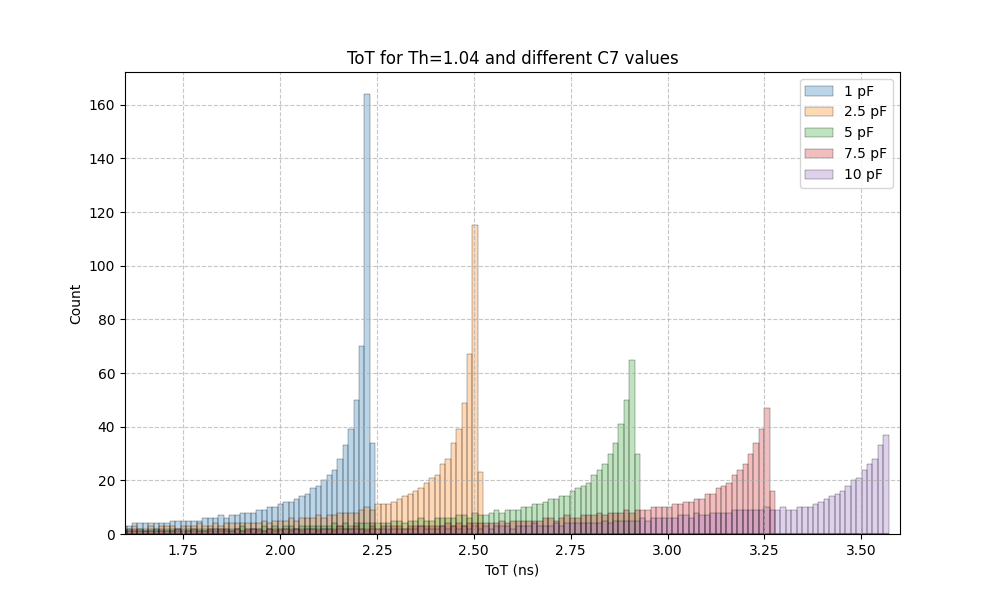 ToT for Th=1.04 and different C7 values
1 pF
2.5 pF
5 pF
7.5 pF
10 pF
Count
160
140
120
100
80
60
40
20
0
1.75 2.00 2.25 2.50 2.75 3.00 3.25 3.50
ToT (ns)